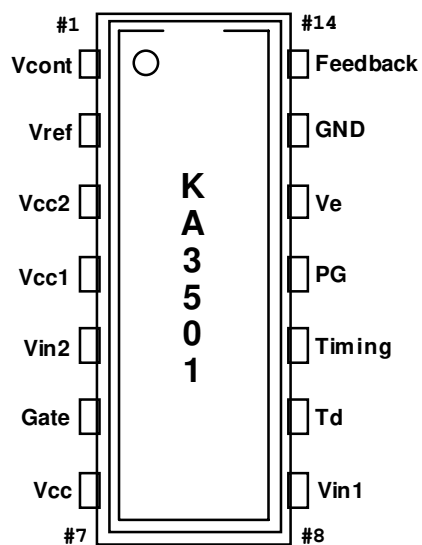 #1 #14
Vcont Feedback
Vref GND
Vcc2 Ve
Vcc1 PG
Vin2 Timing
Gate Td
Vcc Vin1
#7 #8
K
A
3
5
0
1